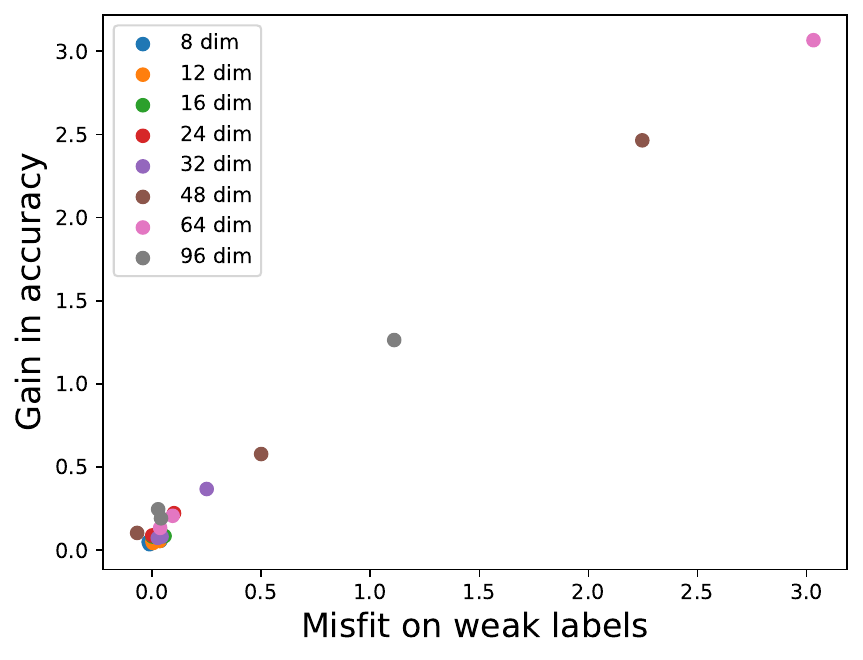 8 dim
12 dim
16 dim
24 dim
32 dim
48 dim
64 dim
96 dim
Gain in accuracy
3.0
2.5
2.0
1.5
1.0
0.5
0.0
0.0 0.5 1.0 1.5 2.0 2.5 3.0
Misfit on weak labels